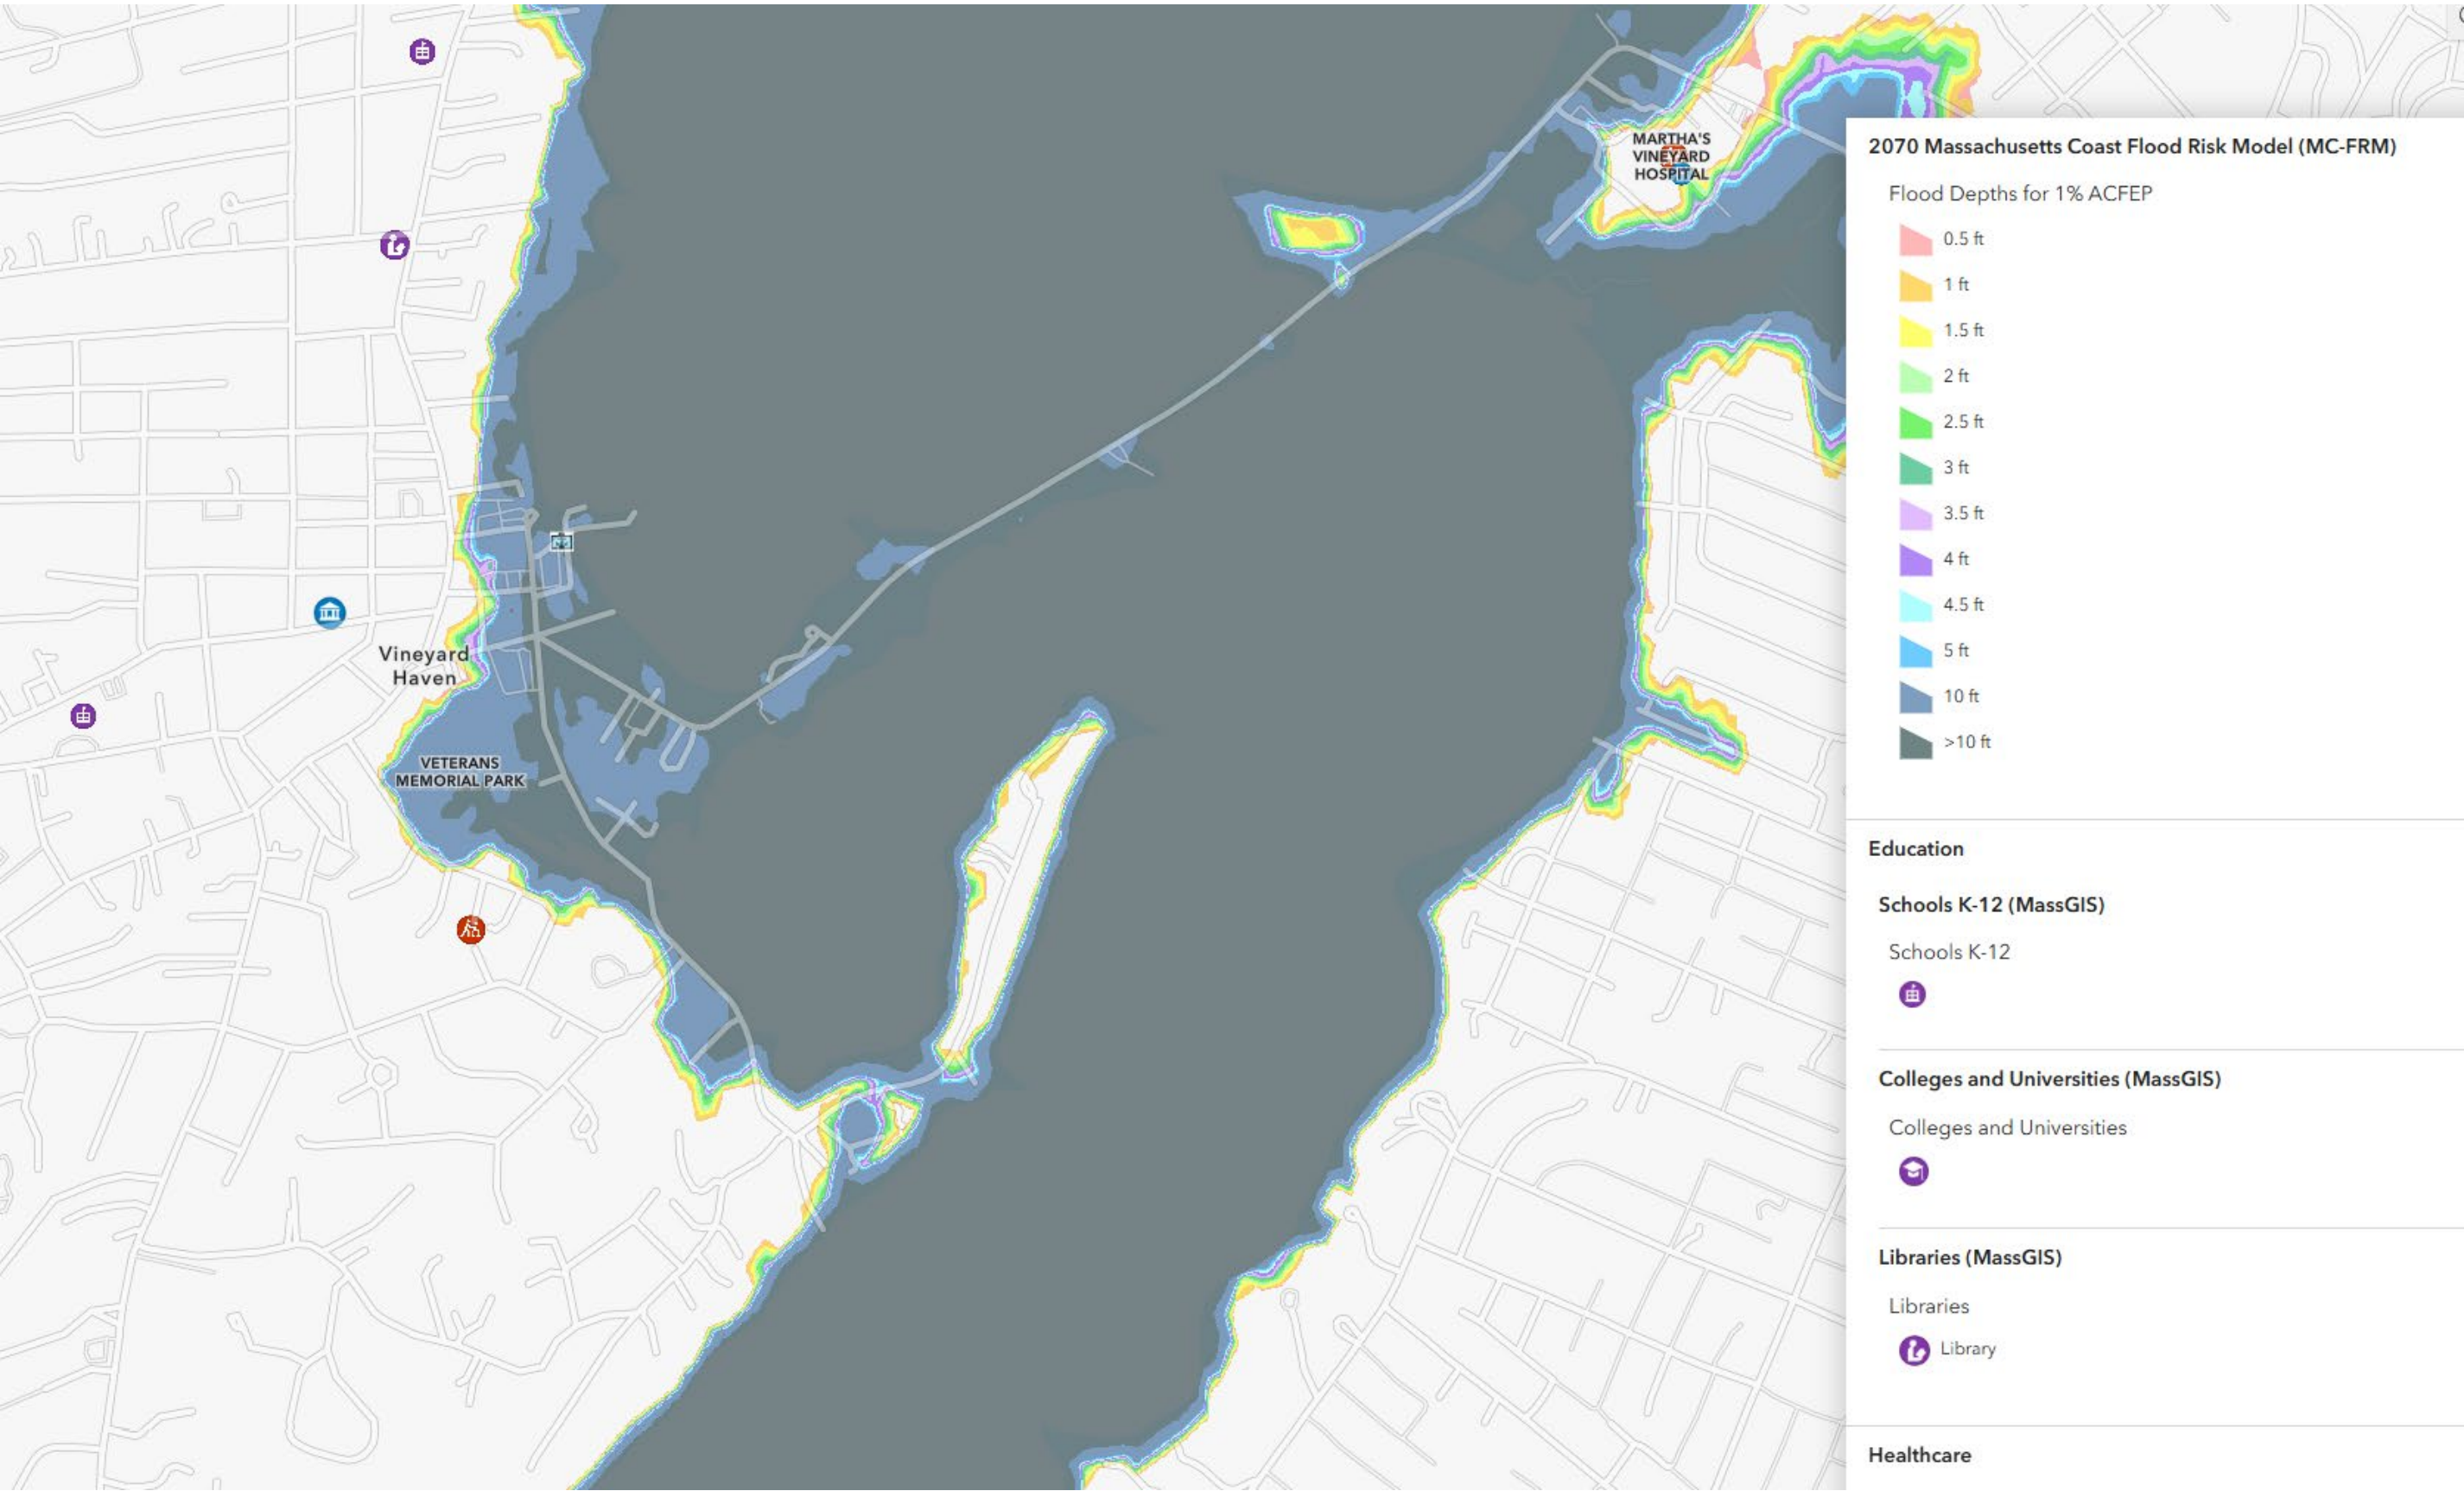 MARTHA'S
VINEYARD
HOSPITAL
Vineyard
Haven
VETERANS
MEMORIAL PARK
2070 Massachusetts Coast Flood Risk Model (MC-FRM)
Flood Depths for 1% ACFEP
0.5 ft
1 ft
1.5 ft
2 ft
2.5 ft
3 ft
3.5 ft
4 ft
4.5 ft
5 ft
10 ft
>10 ft
Education
Schools K-12 (MassGIS)
Schools K-12
Colleges and Universities (MassGIS)
Colleges and Universities
Libraries (MassGIS)
Libraries
Library
Healthcare